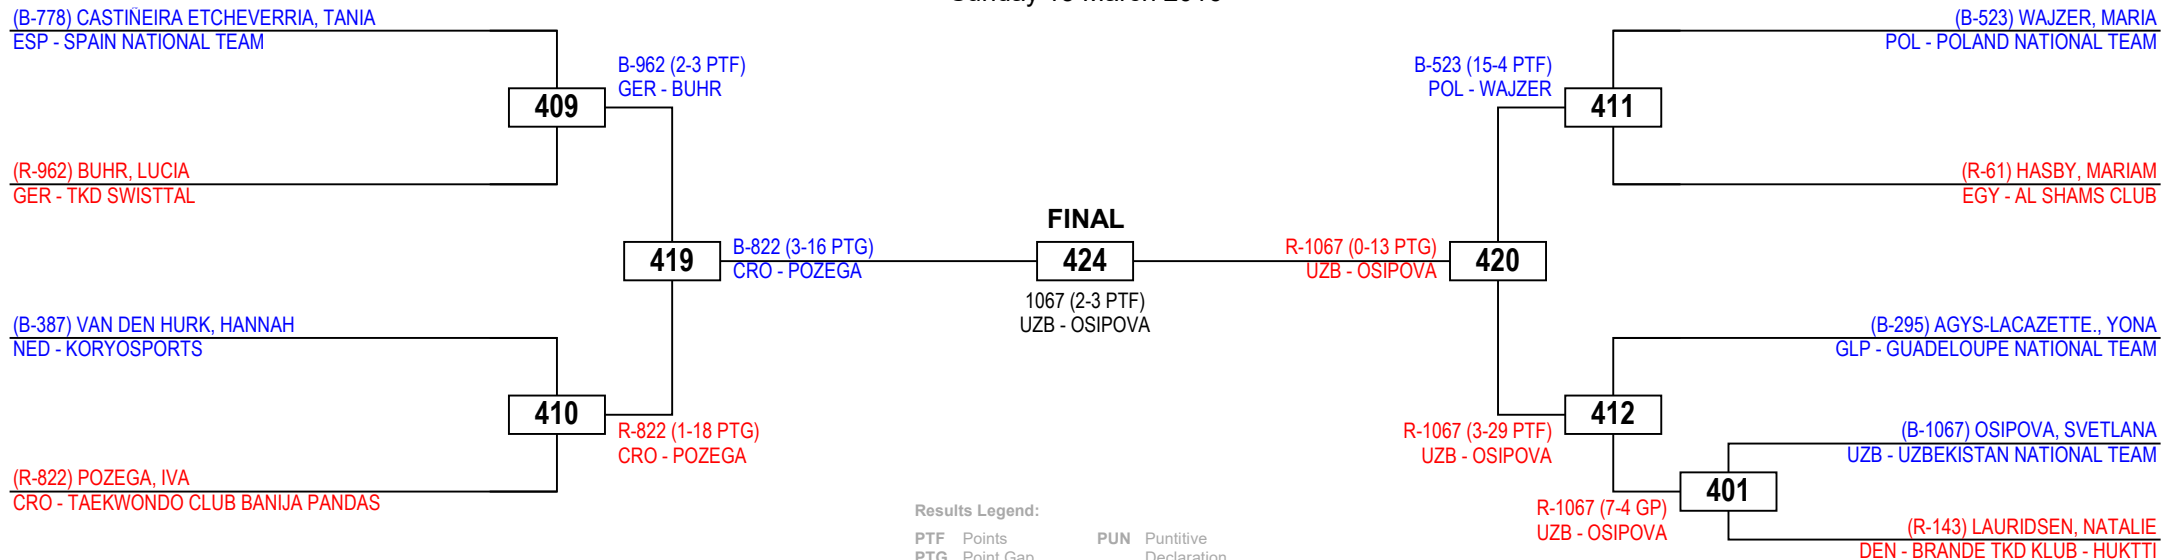 (B-778) CASTIÑEIRA ETCHEVERRIA, TANIA
ESP - SPAIN NATIONAL TEAM
B-962 (2-3 PTF)
GER - BUHR
409
(R-962) BUHR, LUCIA
GER - TKD SWISTTAL
419
B-822 (3-16 PTG)
CRO - POZEGA
(B-387) VAN DEN HURK, HANNAH
NED - KORYOSPORTS
410
R-822 (1-18 PTG)
CRO - POZEGA
(R-822) POZEGA, IVA
CRO - TAEKWONDO CLUB BANIJA PANDAS
FINAL
424
1067 (2-3 PTF)
UZB - OSIPOVA
(B-523) WAJZER, MARIA
POL - POLAND NATIONAL TEAM
B-523 (15-4 PTF)
POL - WAJZER
411
(R-61) HASBY, MARIAM
EGY - AL SHAMS CLUB
R-1067 (0-13 PTG)
UZB - OSIPOVA
420
(B-295) AGYS-LACAZETTE., YONA
GLP - GUADELOUPE NATIONAL TEAM
412
R-1067 (3-29 PTF)
UZB - OSIPOVA
(B-1067) OSIPOVA, SVETLANA
UZB - UZBEKISTAN NATIONAL TEAM
401
R-1067 (7-4 GP)
UZB - OSIPOVA
(R-143) LAURIDSEN, NATALIE
DEN - BRANDE TKD KLUB - HUKTTI
Results Legend:
PTF Points PUN Puntitive
PTG Point Gap Declaration